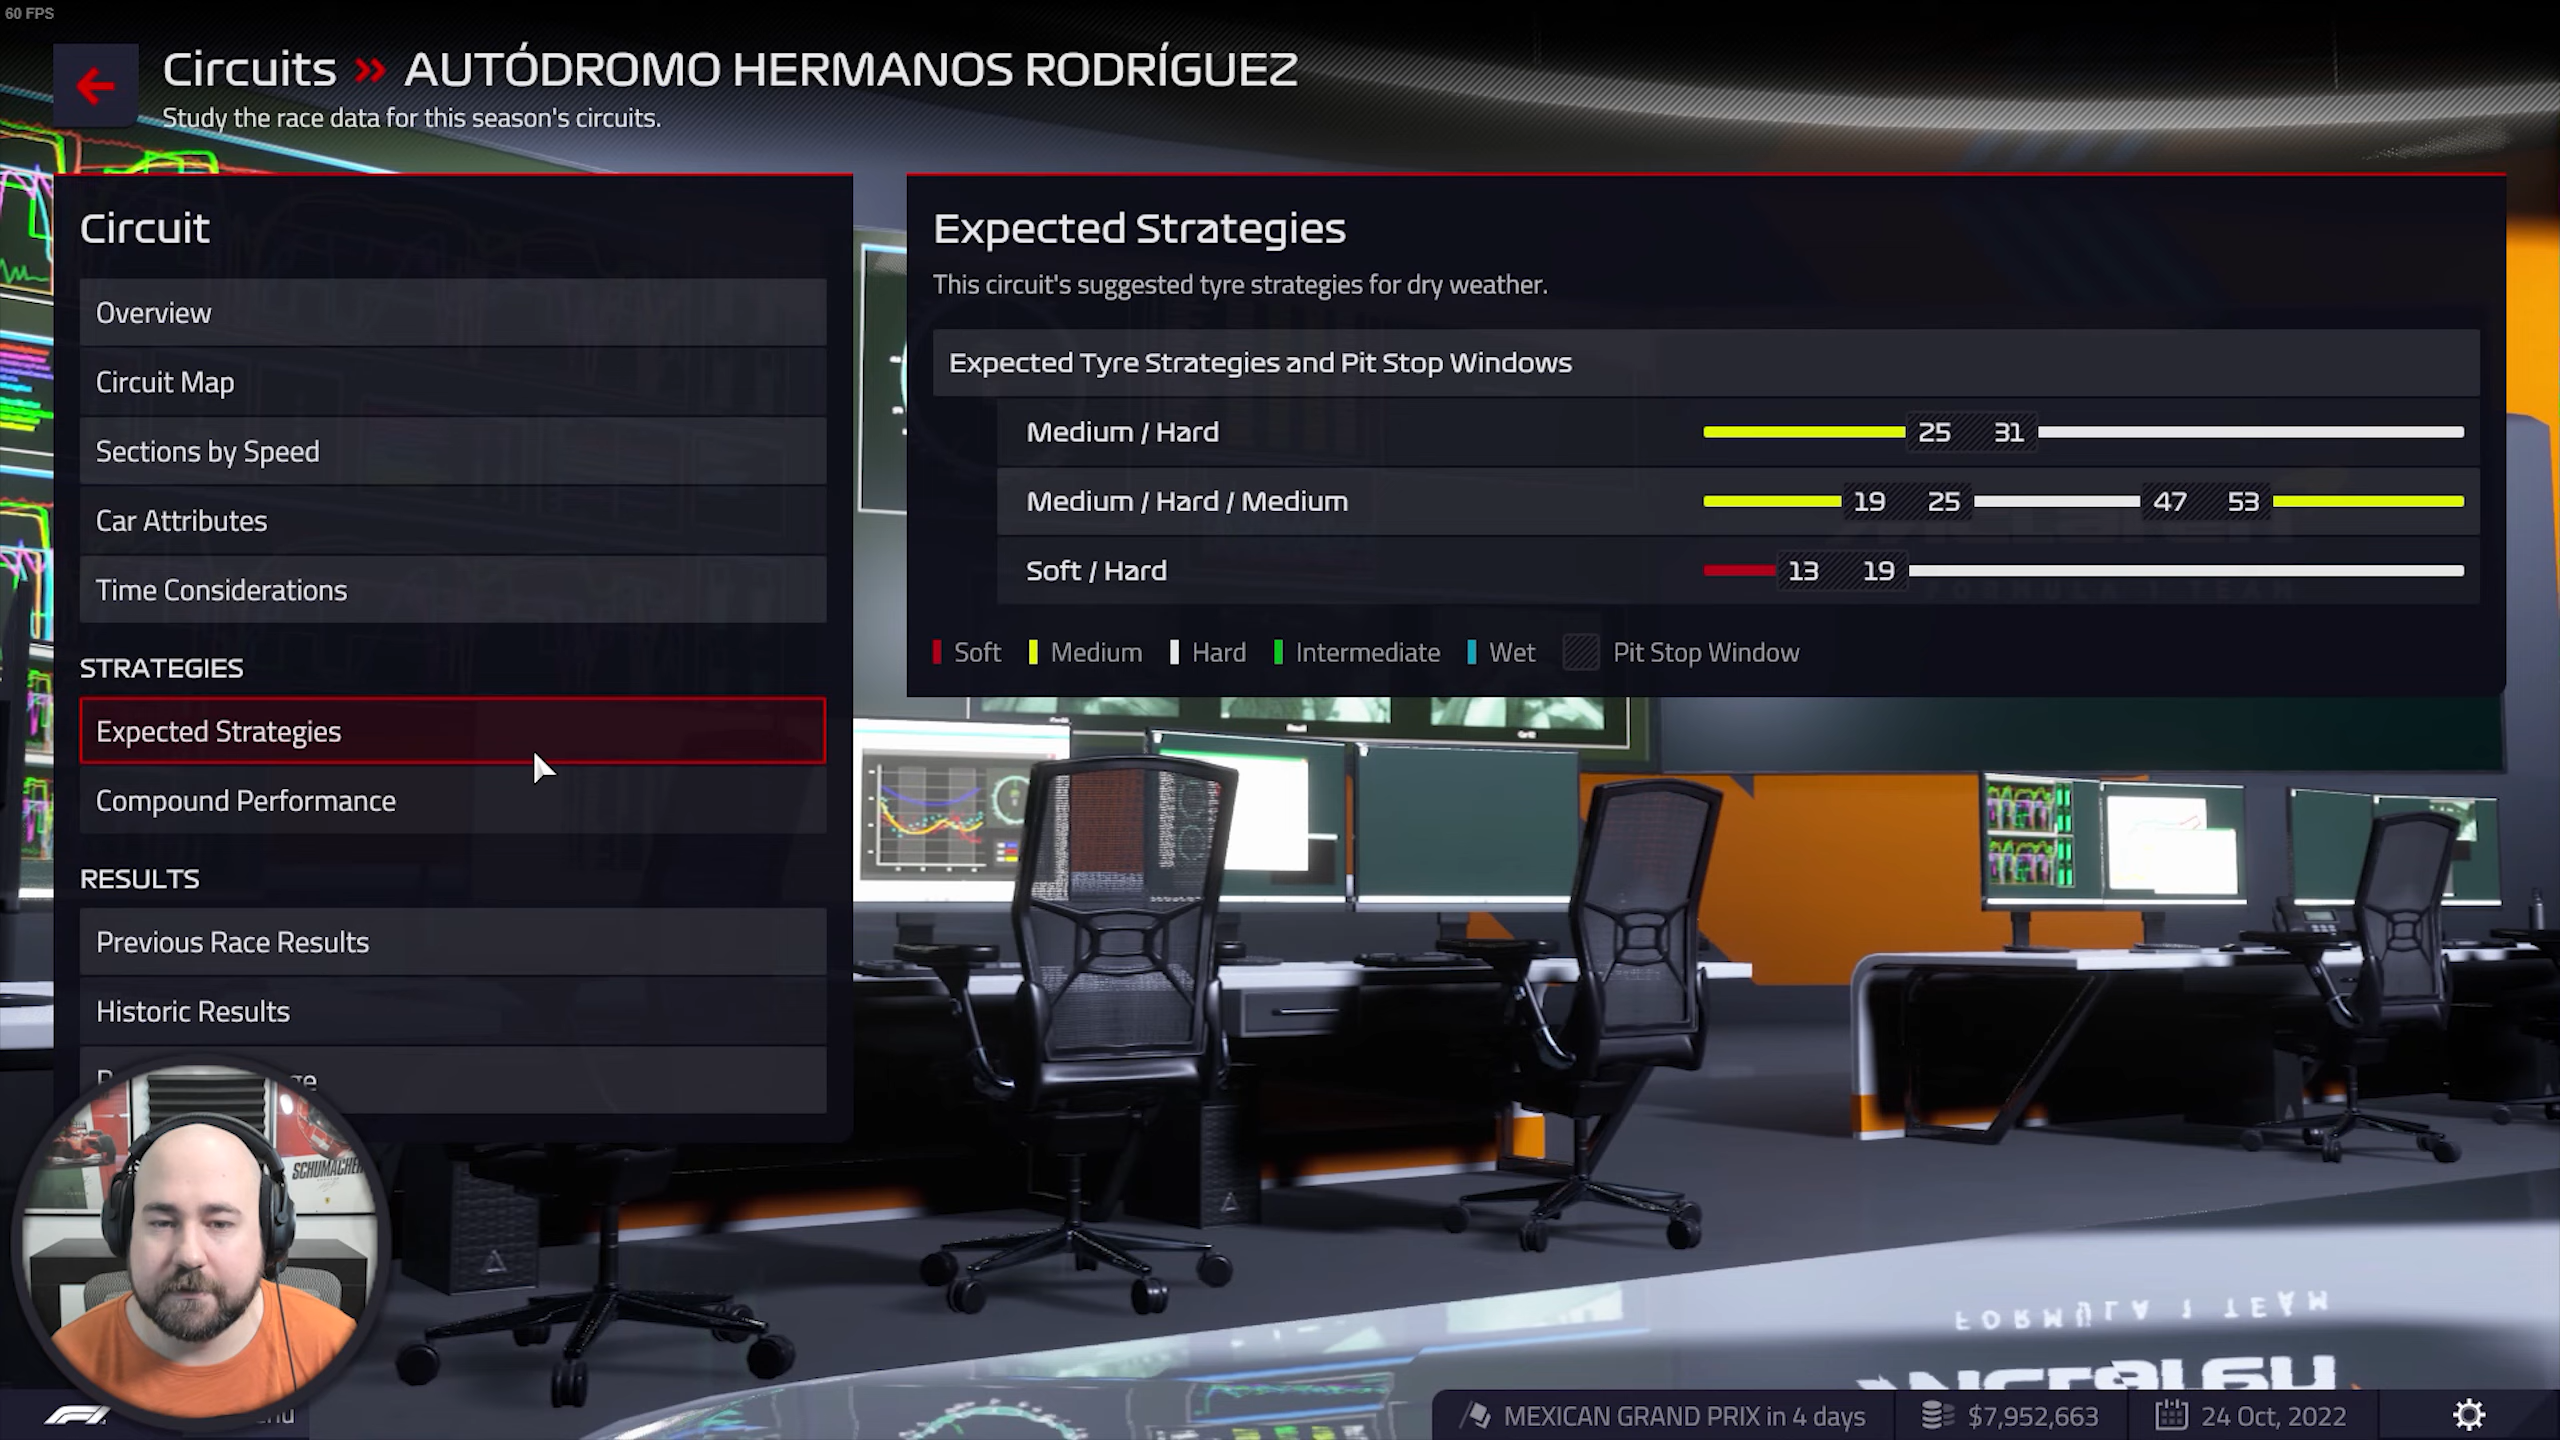 60 FPS
Circuits » AUTÓDROMO HERMANOS RODRÍGUEZ
Study the race data for this season's circuits.
Circuit
Overview
Circuit Map
Sections by Speed
Car Attributes
Time Considerations
STRATEGIES
Expected Strategies
Compound Performance
RESULTS
Previous Race Results
Historic Results
Expected Strategies
This circuit's suggested tyre strategies for dry weather.
Expected Tyre Strategies and Pit Stop Windows
Medium / Hard 25 31
Medium / Hard / Medium 19 25 47 53
Soft / Hard 13 19
Soft Medium Hard Intermediate Wet Pit Stop Window
SCHUMACHER
FORMULA 1 TEAM
McLaren
MEXICAN GRAND PRIX in 4 days $7,952,663 24 Oct, 2022